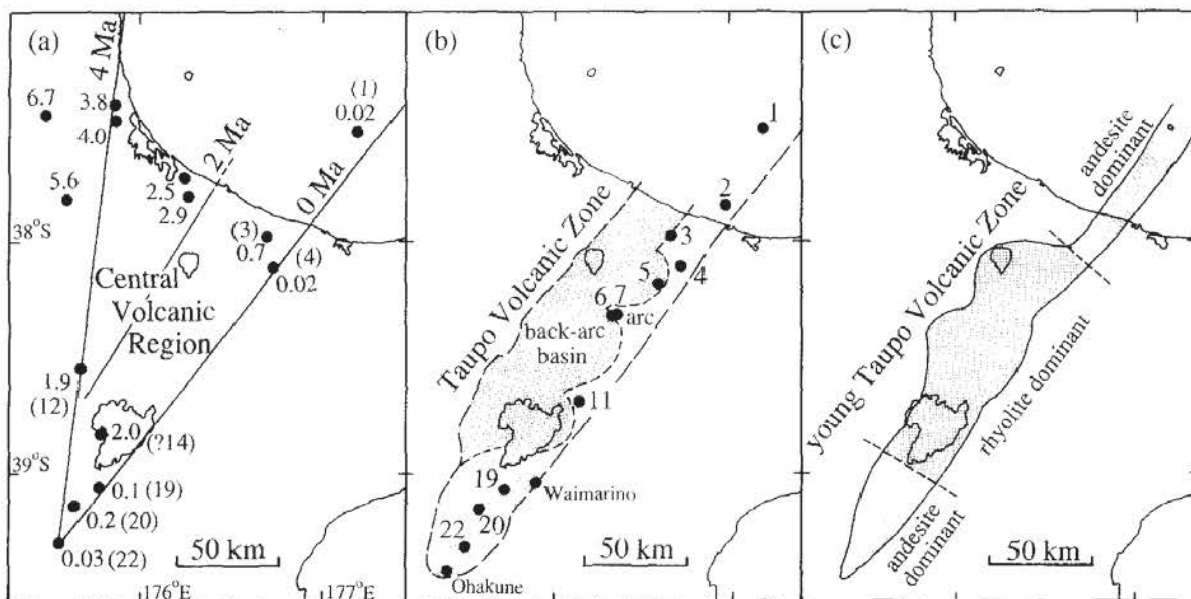 (a)
4 Ma
6.7
3.8
4.0
(1)
0.02
2 Ma
2.5
2.9
5.6
0 Ma
38°S
(3)
0.7
(4)
0.02
Central
Volcanic
Region
1.9
(12)
2.0
(?14)
39°S
0.1 (19)
0.2 (20)
0.03 (22)
50 km
176°E
177°E
(b)
1
2
Taupo Volcanic Zone
3
4
5
6
7
arc
back-arc
basin
11
19
Waimarino
20
22
Ohakune
50 km
(c)
andesite
dominant
young Taupo Volcanic Zone
rhyolite dominant
andesite
dominant
50 km